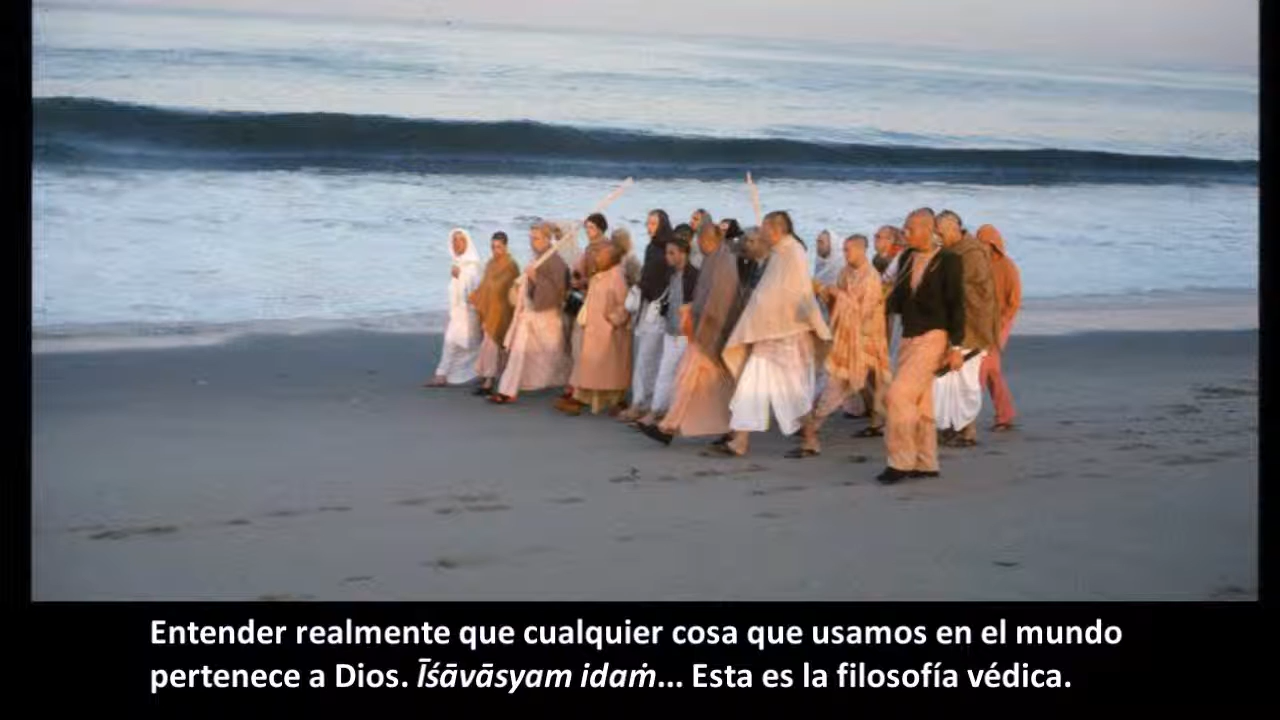 Entender realmente que cualquier cosa que usamos en el mundo
pertenece a Dios. Īśāvāsyam idaṁ... Esta es la filosofía védica.